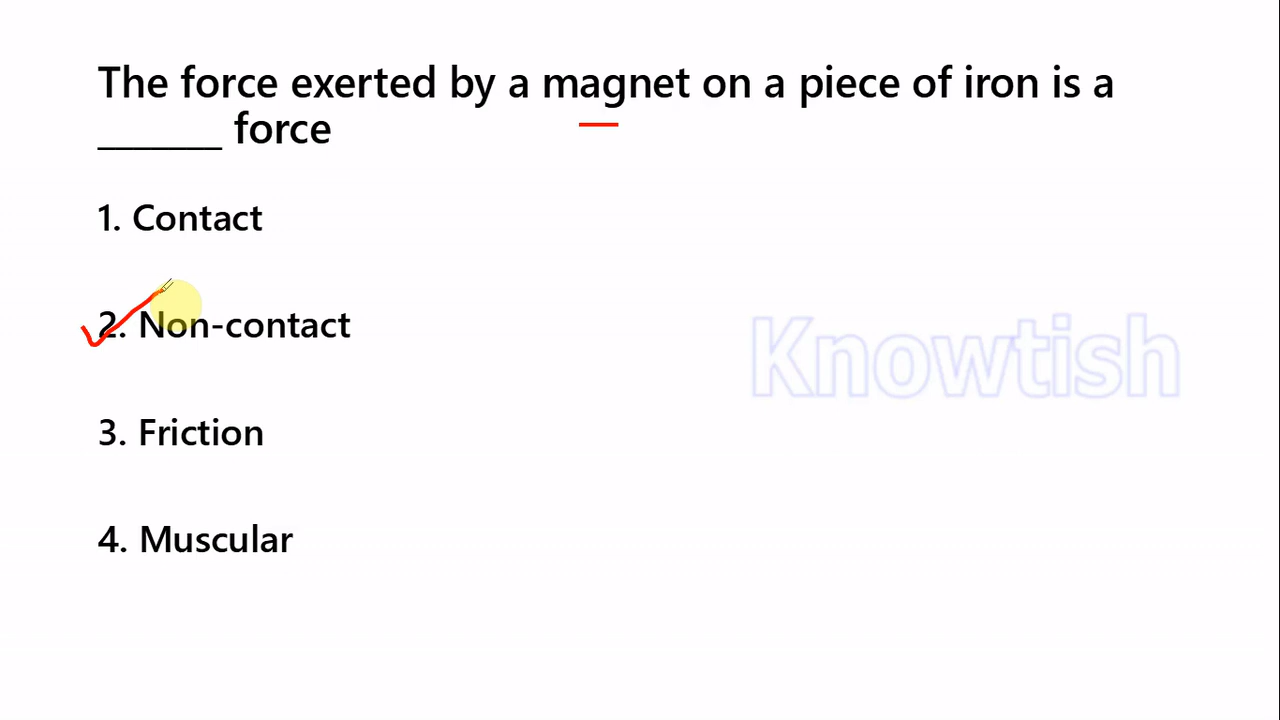 The force exerted by a magnet on a piece of iron is a
_______ force
1. Contact
2. Non-contact
Knowtish
3. Friction
4. Muscular